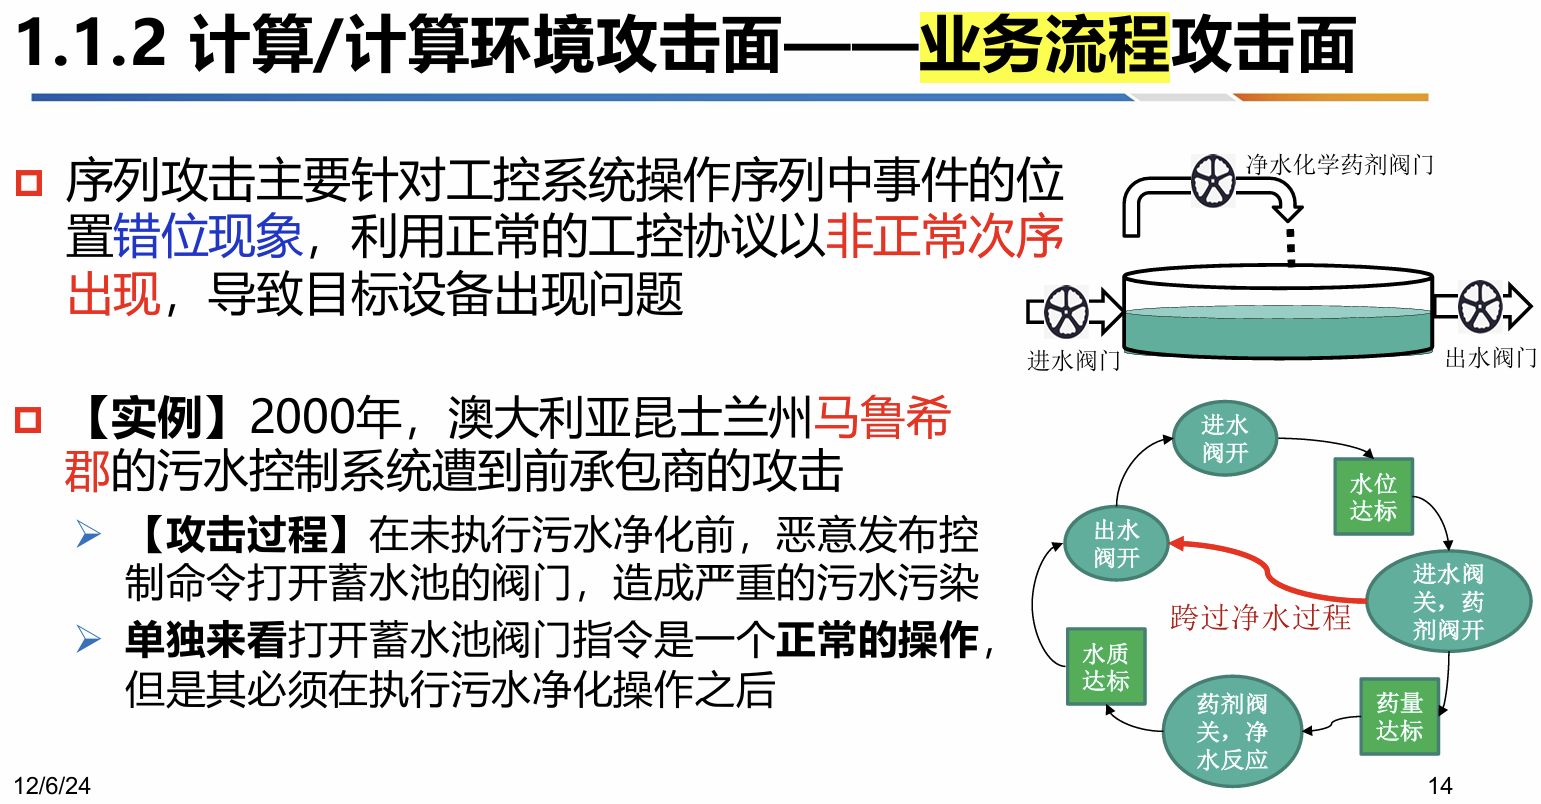 1.1.2 计算/计算环境攻击面——业务流程攻击面
序列攻击主要针对工控系统操作序列中事件的位
置错位现象，利用正常的工控协议以非正常次序
出现，导致目标设备出现问题
【实例】2000年，澳大利亚昆士兰州马鲁希
郡的污水控制系统遭到前承包商的攻击
【攻击过程】在未执行污水净化前，恶意发布控
制命令打开蓄水池的阀门，造成严重的污水污染
单独来看打开蓄水池阀门指令是一个正常的操作，
但是其必须在执行污水净化操作之后
净水化学药剂阀门
进水阀门
出水阀门
进水
阀开
水位
达标
出水
阀开
进水阀
关，药
剂阀开
跨过净水过程
水质
达标
药剂阀
关，净
水反应
药量
达标
12/6/24
14